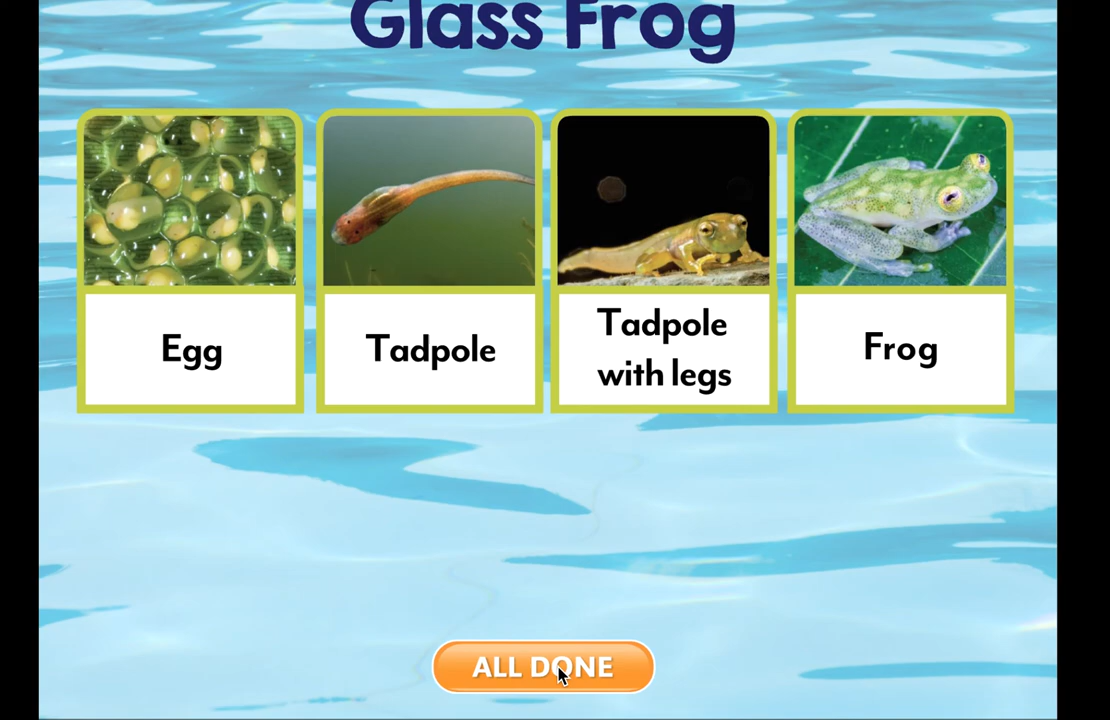 Glass Frog
Egg
Tadpole
Tadpole
with legs
Frog
ALL DONE